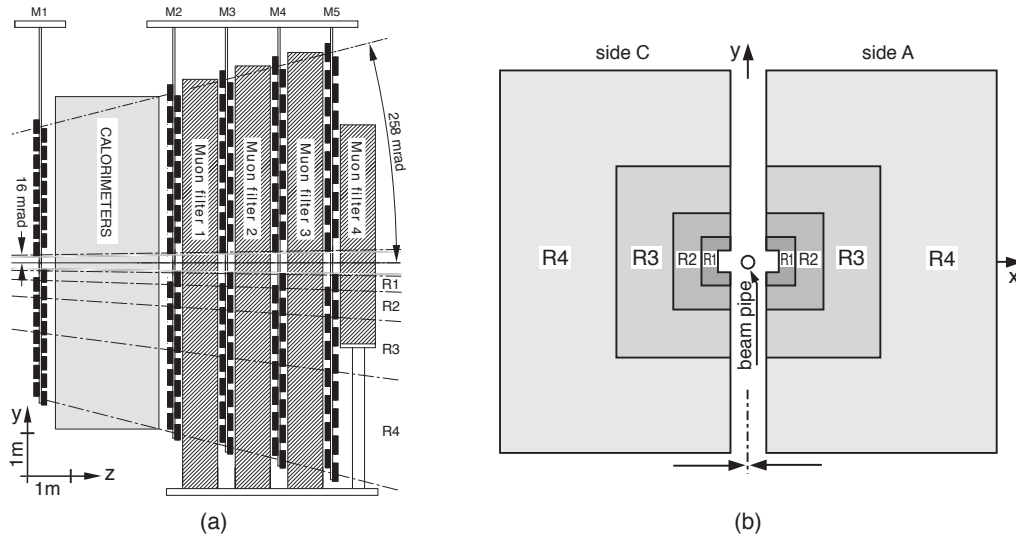 M1
M2
M3
M4
M5
258 mrad
16 mrad
CALORIMETERS
Muon filter 1
Muon filter 2
Muon filter 3
Muon filter 4
R1
R2
R3
R4
y
1m
z
1m
(a)
side C
y
side A
R4
R3
R2
R1
R1
R2
R3
R4
x
beam pipe
(b)